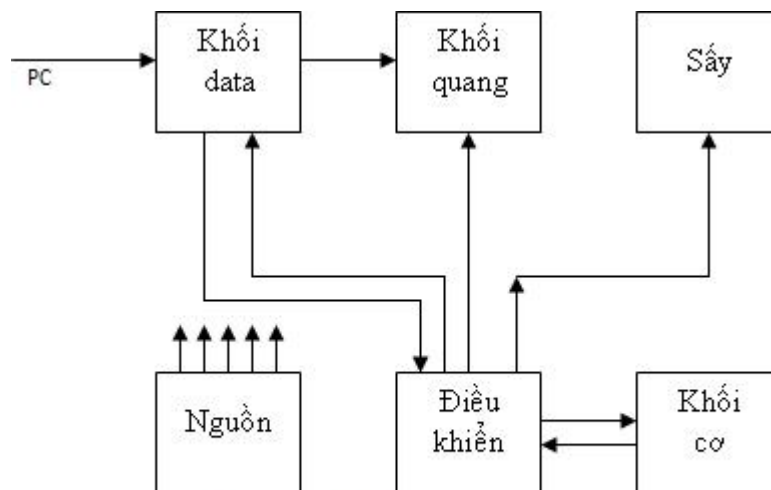 PC
Khối
data
Khối
quang
Sấy
Nguồn
Điều
khiển
Khối
cơ